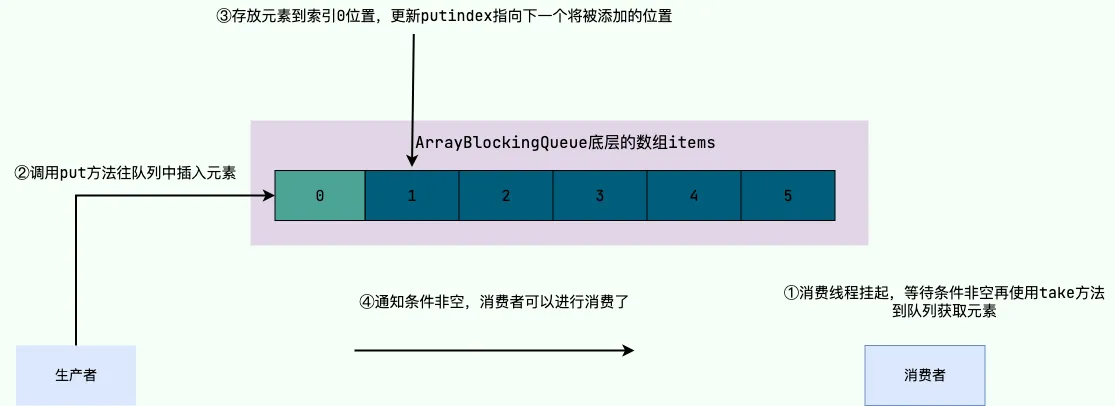 ③存放元素到索引0位置，更新putindex指向下一个将被添加的位置
ArrayBlockingQueue底层的数组items
②调用put方法往队列中插入元素
0 1 2 3 4 5
④通知条件非空，消费者可以进行消费了
①消费线程挂起，等待条件非空再使用take方法
到队列获取元素
生产者
消费者